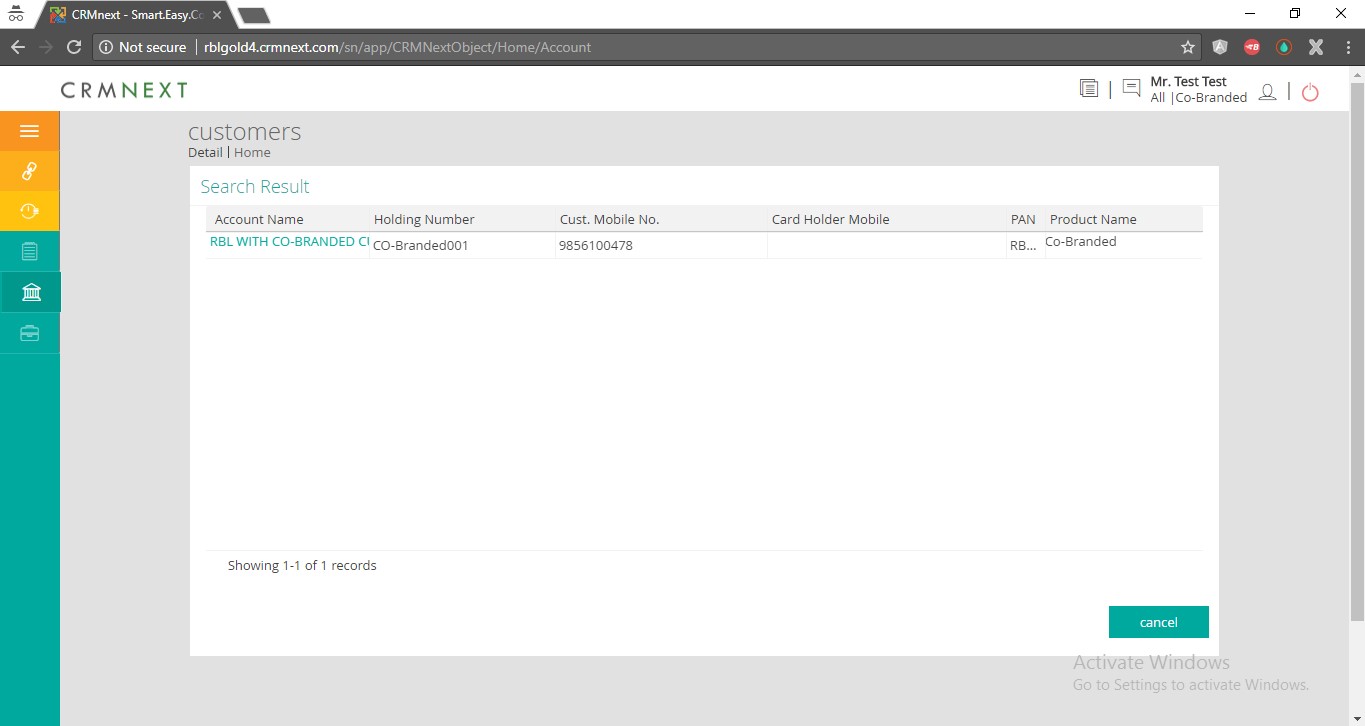 CRMnext - Smart.Easy.Co
Not secure | rblgold4.crmnext.com/sn/app/CRMNextObject/Home/Account
CRMNEXT
Mr. Test Test
All |Co-Branded
customers
Detail | Home
Search Result
Account Name Holding Number Cust. Mobile No. Card Holder Mobile PAN Product Name
RBL WITH CO-BRANDED CU CO-Branded001 9856100478 RB... Co-Branded
Showing 1-1 of 1 records
cancel
Activate Windows
Go to Settings to activate Windows.